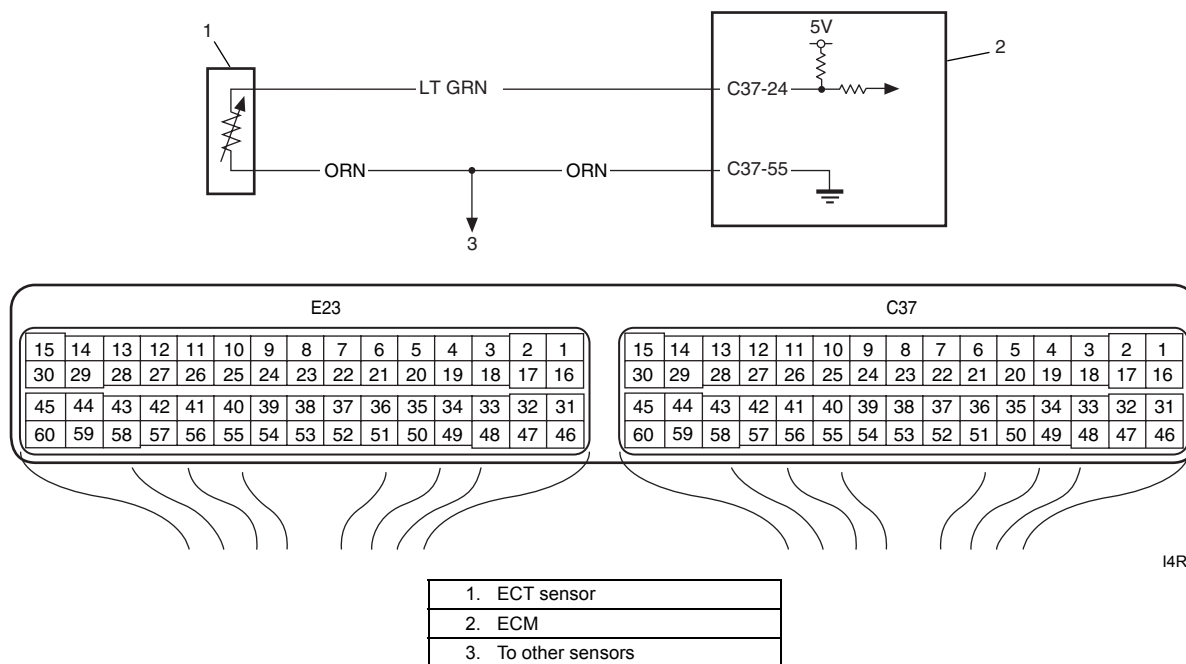 1
5V
2
LT GRN
C37-24
ORN
ORN
C37-55
3
E23
C37
15 14 13 12 11 10 9 8 7 6 5 4 3 2 1
30 29 28 27 26 25 24 23 22 21 20 19 18 17 16
45 44 43 42 41 40 39 38 37 36 35 34 33 32 31
60 59 58 57 56 55 54 53 52 51 50 49 48 47 46
15 14 13 12 11 10 9 8 7 6 5 4 3 2 1
30 29 28 27 26 25 24 23 22 21 20 19 18 17 16
45 44 43 42 41 40 39 38 37 36 35 34 33 32 31
60 59 58 57 56 55 54 53 52 51 50 49 48 47 46
I4R
1. ECT sensor
2. ECM
3. To other sensors